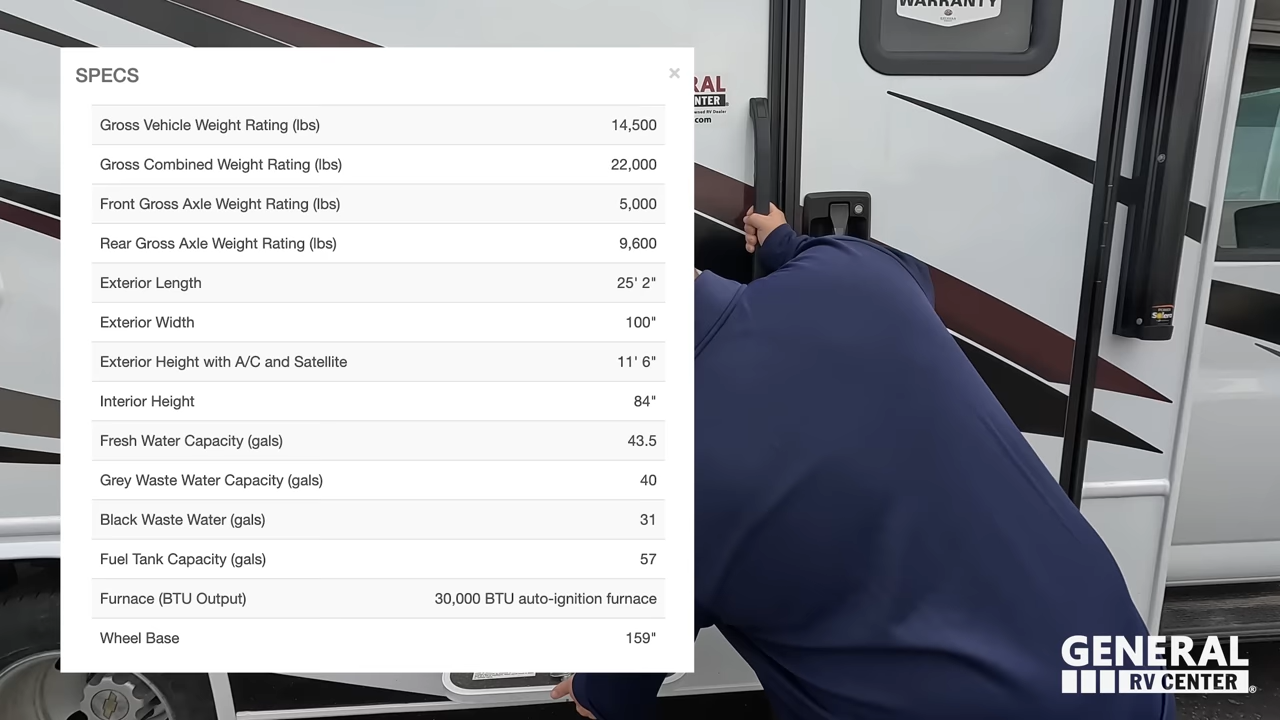 WARRANTY
SPECS ×
Gross Vehicle Weight Rating (lbs) 14,500
Gross Combined Weight Rating (lbs) 22,000
Front Gross Axle Weight Rating (lbs) 5,000
Rear Gross Axle Weight Rating (lbs) 9,600
Exterior Length 25' 2"
Exterior Width 100"
Exterior Height with A/C and Satellite 11' 6"
Interior Height 84"
Fresh Water Capacity (gals) 43.5
Grey Waste Water Capacity (gals) 40
Black Waste Water (gals) 31
Fuel Tank Capacity (gals) 57
Furnace (BTU Output) 30,000 BTU auto-ignition furnace
Wheel Base 159"
RAL
NTER
com
Solera
GENERAL
RV CENTER®